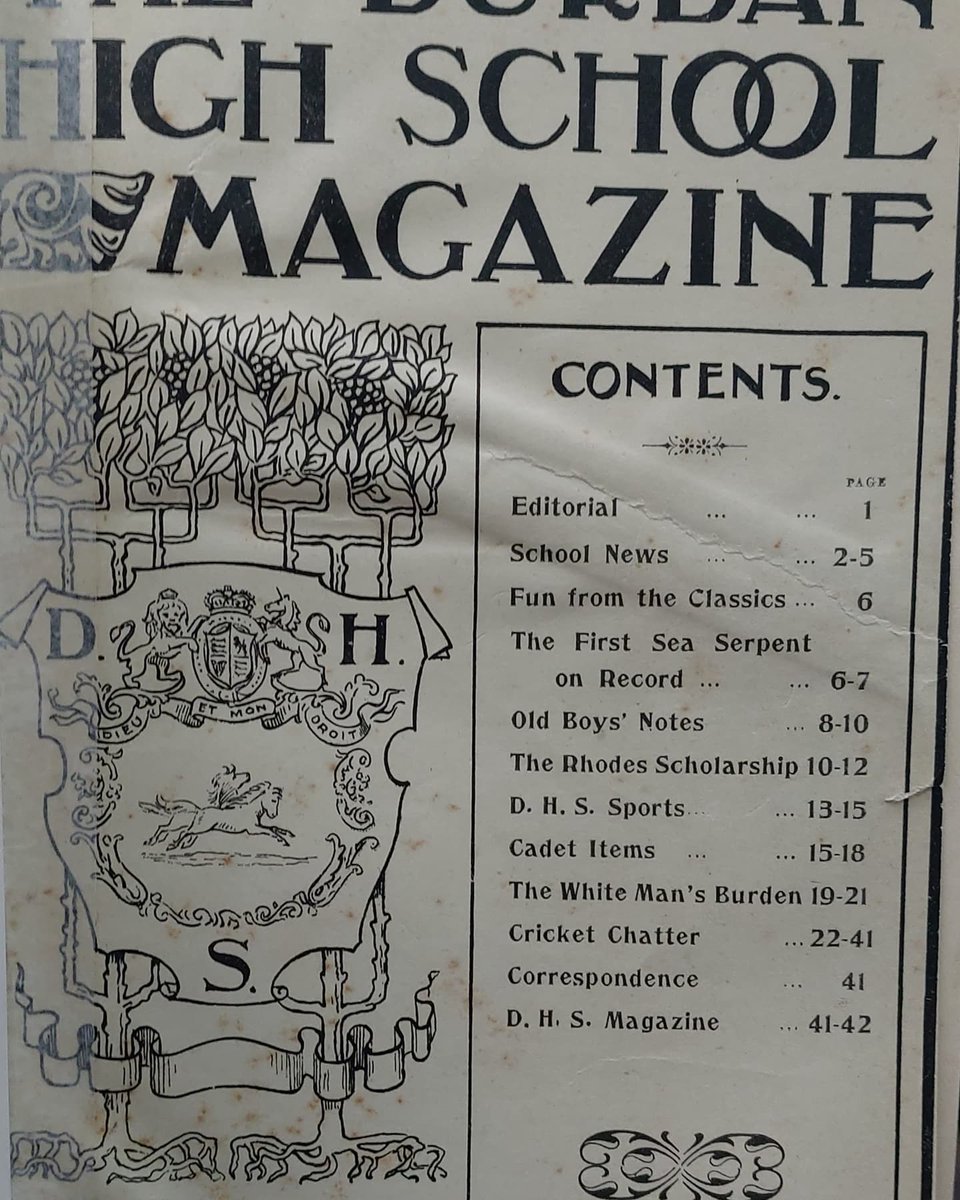 THE DURBAN
HIGH SCHOOL
MAGAZINE
CONTENTS.
PAGE
Editorial ... ... 1
School News ... ... 2-5
Fun from the Classics ... 6
The First Sea Serpent
on Record ... ... 6-7
Old Boys' Notes ... 8-10
The Rhodes Scholarship 10-12
D. H. S. Sports ... ... 13-15
Cadet Items ... ... 15-18
The White Man's Burden 19-21
Cricket Chatter ... 22-41
Correspondence ... 41
D. H. S. Magazine ... 41-42
D. H.
DIEU ET MON DROIT
S.